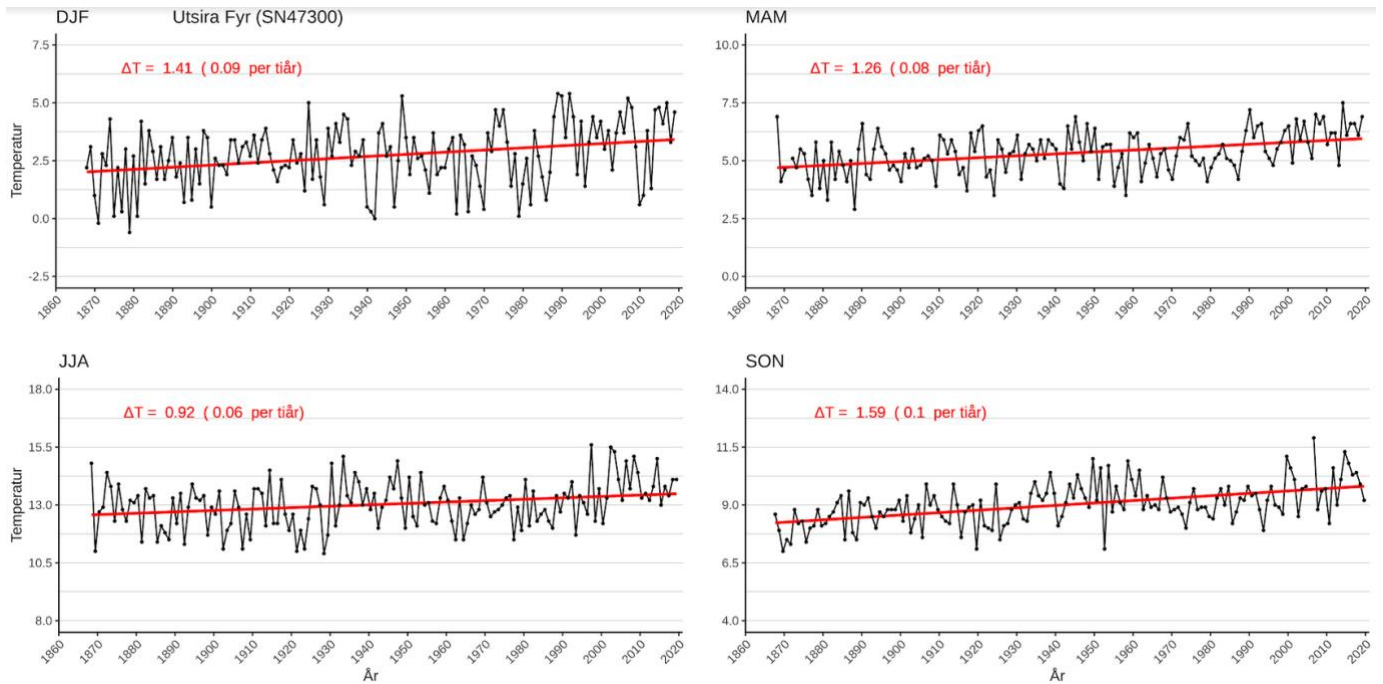 DJF Utsira Fyr (SN47300)
ΔT = 1.41 ( 0.09 per tiår)
Temperatur
7.5
5.0
2.5
0.0
-2.5
1860 1870 1880 1890 1900 1910 1920 1930 1940 1950 1960 1970 1980 1990 2000 2010 2020
MAM
ΔT = 1.26 ( 0.08 per tiår)
10.0
7.5
5.0
2.5
0.0
1860 1870 1880 1890 1900 1910 1920 1930 1940 1950 1960 1970 1980 1990 2000 2010 2020
JJA
ΔT = 0.92 ( 0.06 per tiår)
Temperatur
18.0
15.5
13.0
10.5
8.0
1860 1870 1880 1890 1900 1910 1920 1930 1940 1950 1960 1970 1980 1990 2000 2010 2020
År
SON
ΔT = 1.59 ( 0.1 per tiår)
14.0
11.5
9.0
6.5
4.0
1860 1870 1880 1890 1900 1910 1920 1930 1940 1950 1960 1970 1980 1990 2000 2010 2020
År